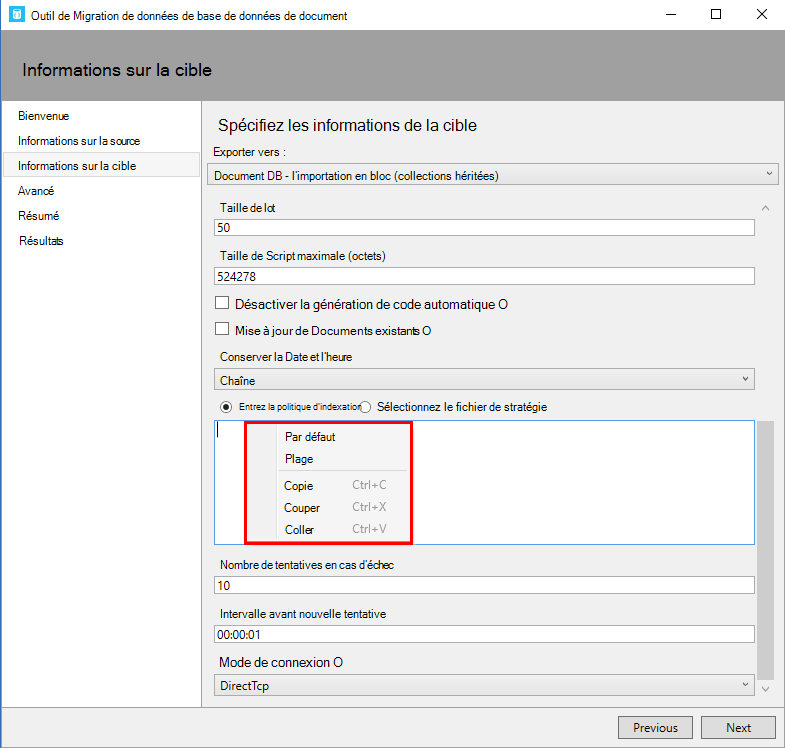 Outil de Migration de données de base de données de document
Informations sur la cible
Bienvenue
Informations sur la source
Informations sur la cible
Avancé
Résumé
Résultats
Spécifiez les informations de la cible
Exporter vers :
Document DB - l'importation en bloc (collections héritées)
Taille de lot
50
Taille de Script maximale (octets)
524278
Désactiver la génération de code automatique O
Mise à jour de Documents existants O
Conserver la Date et l'heure
Chaîne
Entrez la politique d'indexation Sélectionnez le fichier de stratégie
Par défaut
Plage
Copie Ctrl+C
Couper Ctrl+X
Coller Ctrl+V
Nombre de tentatives en cas d'échec
10
Intervalle avant nouvelle tentative
00:00:01
Mode de connexion O
DirectTcp
Previous Next